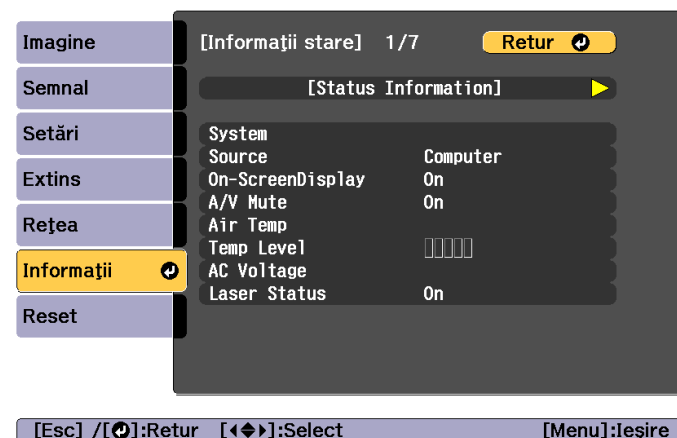 Imagine
Semnal
Setări
Extins
Reţea
Informaţii
Reset
[Informaţii stare] 1/7
Retur
[Status Information]
System
Source Computer
On-ScreenDisplay On
A/V Mute On
Air Temp
Temp Level
AC Voltage
Laser Status On
[Esc] /[ ]:Retur [ ]:Select [Menu]:Ieşire